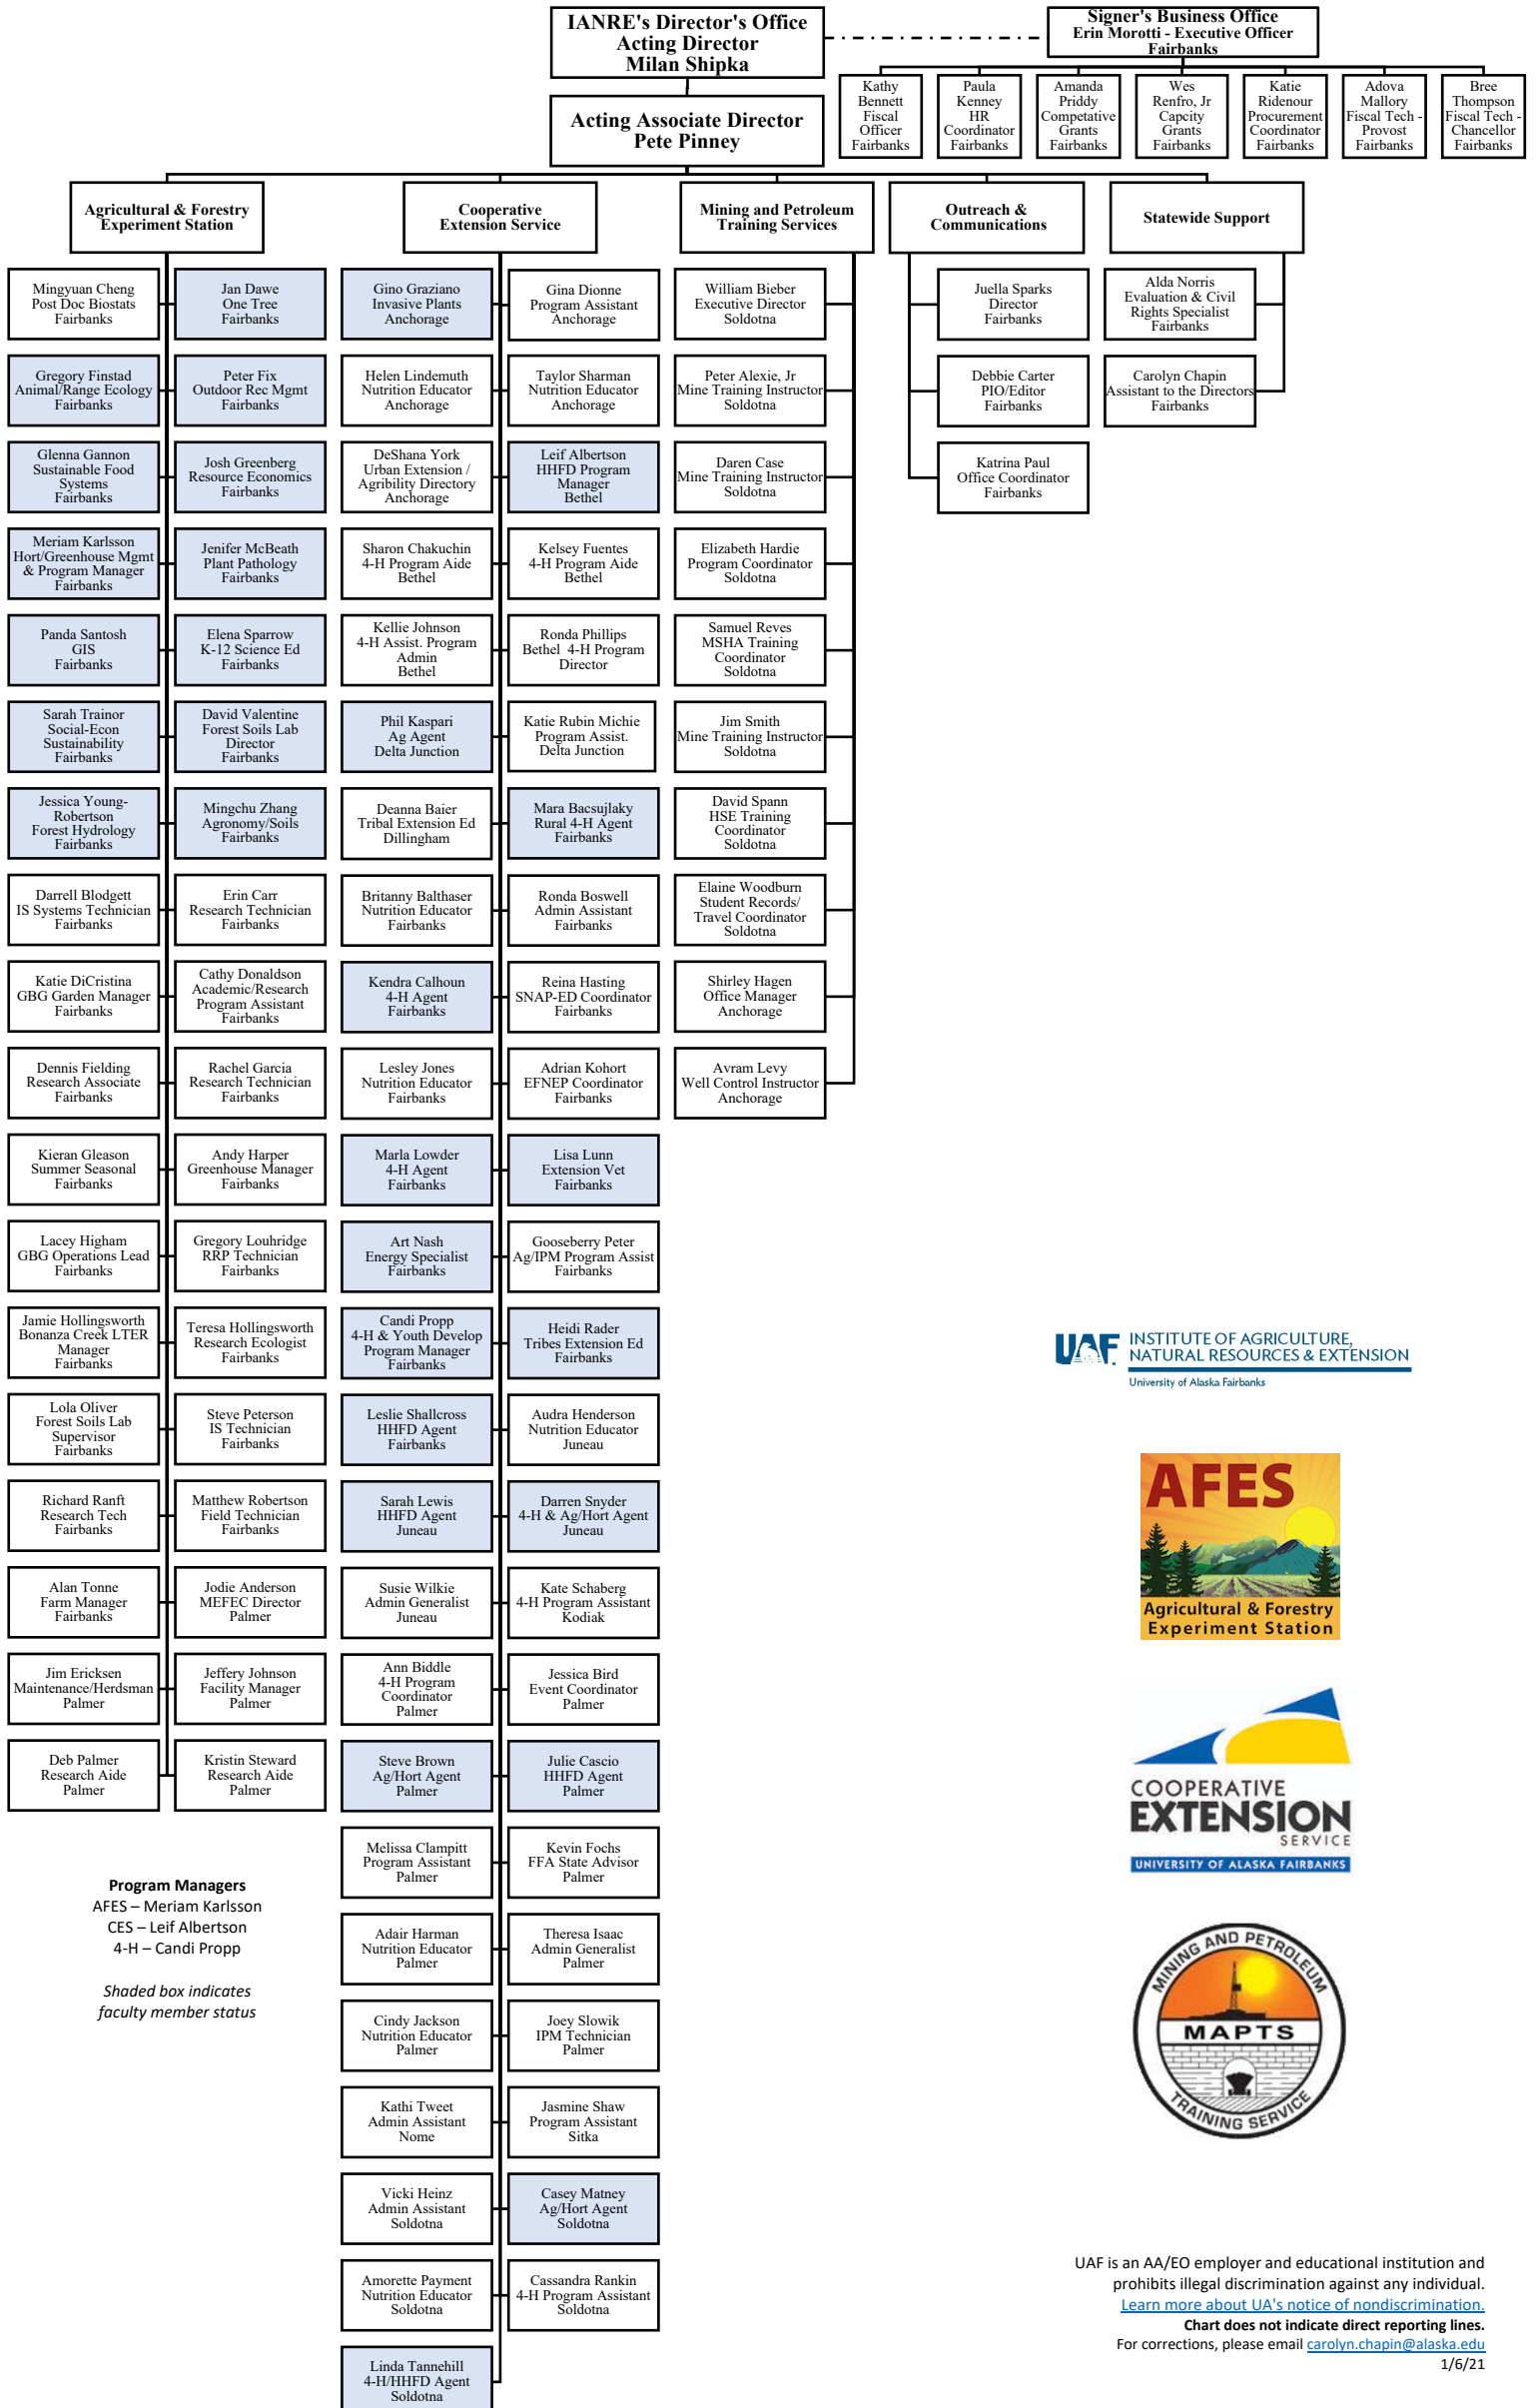 IANRE's Director's Office
Acting Director
Milan Shipka
Signer's Business Office
Erin Morotti - Executive Officer
Fairbanks
Kathy
Bennett
Fiscal
Officer
Fairbanks
Paula
Kenney
HR
Coordinator
Fairbanks
Amanda
Priddy
Competative
Grants
Fairbanks
Wes
Renfro, Jr
Capcity
Grants
Fairbanks
Katie
Ridenour
Procurement
Coordinator
Fairbanks
Adova
Mallory
Fiscal Tech -
Provost
Fairbanks
Bree
Thompson
Fiscal Tech -
Chancellor
Fairbanks
Acting Associate Director
Pete Pinney
Agricultural & Forestry
Experiment Station
Cooperative
Extension Service
Mining and Petroleum
Training Services
Outreach &
Communications
Statewide Support
Mingyuan Cheng
Post Doc Biostats
Fairbanks
Jan Dawe
One Tree
Fairbanks
Gregory Finstad
Animal/Range Ecology
Fairbanks
Peter Fix
Outdoor Rec Mgmt
Fairbanks
Glenna Gannon
Sustainable Food
Systems
Fairbanks
Josh Greenberg
Resource Economics
Fairbanks
Meriam Karlsson
Hort/Greenhouse Mgmt
& Program Manager
Fairbanks
Jenifer McBeath
Plant Pathology
Fairbanks
Panda Santosh
GIS
Fairbanks
Elena Sparrow
K-12 Science Ed
Fairbanks
Sarah Trainor
Social-Econ
Sustainability
Fairbanks
David Valentine
Forest Soils Lab
Director
Fairbanks
Jessica Young-
Robertson
Forest Hydrology
Fairbanks
Mingchu Zhang
Agronomy/Soils
Fairbanks
Darrell Blodgett
IS Systems Technician
Fairbanks
Erin Carr
Research Technician
Fairbanks
Katie DiCristina
GBG Garden Manager
Fairbanks
Cathy Donaldson
Academic/Research
Program Assistant
Fairbanks
Dennis Fielding
Research Associate
Fairbanks
Rachel Garcia
Research Technician
Fairbanks
Kieran Gleason
Summer Seasonal
Fairbanks
Andy Harper
Greenhouse Manager
Fairbanks
Lacey Higham
GBG Operations Lead
Fairbanks
Gregory Louhridge
RRP Technician
Fairbanks
Jamie Hollingsworth
Bonanza Creek LTER
Manager
Fairbanks
Teresa Hollingsworth
Research Ecologist
Fairbanks
Lola Oliver
Forest Soils Lab
Supervisor
Fairbanks
Steve Peterson
IS Technician
Fairbanks
Richard Ranft
Research Tech
Fairbanks
Matthew Robertson
Field Technician
Fairbanks
Alan Tonne
Farm Manager
Fairbanks
Jodie Anderson
MEFEC Director
Palmer
Jim Ericksen
Maintenance/Herdsman
Palmer
Jeffery Johnson
Facility Manager
Palmer
Deb Palmer
Research Aide
Palmer
Kristin Steward
Research Aide
Palmer
Gino Graziano
Invasive Plants
Anchorage
Gina Dionne
Program Assistant
Anchorage
Helen Lindemuth
Nutrition Educator
Anchorage
Taylor Sharman
Nutrition Educator
Anchorage
DeShana York
Urban Extension /
Agribility Directory
Anchorage
Leif Albertson
HHFD Program
Manager
Bethel
Sharon Chakuchin
4-H Program Aide
Bethel
Kelsey Fuentes
4-H Program Aide
Bethel
Kellie Johnson
4-H Assist. Program
Admin
Bethel
Ronda Phillips
Bethel 4-H Program
Director
Phil Kaspari
Ag Agent
Delta Junction
Katie Rubin Michie
Program Assist.
Delta Junction
Deanna Baier
Tribal Extension Ed
Dillingham
Mara Bacsujlaky
Rural 4-H Agent
Fairbanks
Britanny Balthaser
Nutrition Educator
Fairbanks
Ronda Boswell
Admin Assistant
Fairbanks
Kendra Calhoun
4-H Agent
Fairbanks
Reina Hasting
SNAP-ED Coordinator
Fairbanks
Lesley Jones
Nutrition Educator
Fairbanks
Adrian Kohort
EFNEP Coordinator
Fairbanks
Marla Lowder
4-H Agent
Fairbanks
Lisa Lunn
Extension Vet
Fairbanks
Art Nash
Energy Specialist
Fairbanks
Gooseberry Peter
Ag/IPM Program Assist
Fairbanks
Candi Propp
4-H & Youth Develop
Program Manager
Fairbanks
Heidi Rader
Tribes Extension Ed
Fairbanks
Leslie Shallcross
HHFD Agent
Fairbanks
Audra Henderson
Nutrition Educator
Juneau
Sarah Lewis
HHFD Agent
Juneau
Darren Snyder
4-H & Ag/Hort Agent
Juneau
Susie Wilkie
Admin Generalist
Juneau
Kate Schaberg
4-H Program Assistant
Kodiak
Ann Biddle
4-H Program
Coordinator
Palmer
Jessica Bird
Event Coordinator
Palmer
Steve Brown
Ag/Hort Agent
Palmer
Julie Cascio
HHFD Agent
Palmer
Melissa Clampitt
Program Assistant
Palmer
Kevin Fochs
FFA State Advisor
Palmer
Adair Harman
Nutrition Educator
Palmer
Theresa Isaac
Admin Generalist
Palmer
Cindy Jackson
Nutrition Educator
Palmer
Joey Slowik
IPM Technician
Palmer
Kathi Tweet
Admin Assistant
Nome
Jasmine Shaw
Program Assistant
Sitka
Vicki Heinz
Admin Assistant
Soldotna
Casey Matney
Ag/Hort Agent
Soldotna
Amorette Payment
Nutrition Educator
Soldotna
Cassandra Rankin
4-H Program Assistant
Soldotna
Linda Tannehill
4-H/HHFD Agent
Soldotna
William Bieber
Executive Director
Soldotna
Peter Alexie, Jr
Mine Training Instructor
Soldotna
Daren Case
Mine Training Instructor
Soldotna
Elizabeth Hardie
Program Coordinator
Soldotna
Samuel Reves
MSHA Training
Coordinator
Soldotna
Jim Smith
Mine Training Instructor
Soldotna
David Spann
HSE Training
Coordinator
Soldotna
Elaine Woodburn
Student Records/
Travel Coordinator
Soldotna
Shirley Hagen
Office Manager
Anchorage
Avram Levy
Well Control Instructor
Anchorage
Juella Sparks
Director
Fairbanks
Debbie Carter
PIO/Editor
Fairbanks
Katrina Paul
Office Coordinator
Fairbanks
Alda Norris
Evaluation & Civil
Rights Specialist
Fairbanks
Carolyn Chapin
Assistant to the Directors
Fairbanks
Program Managers
AFES – Meriam Karlsson
CES – Leif Albertson
4-H – Candi Propp
Shaded box indicates
faculty member status
UAF
INSTITUTE OF AGRICULTURE,
NATURAL RESOURCES & EXTENSION
University of Alaska Fairbanks
AFES
Agricultural & Forestry
Experiment Station
COOPERATIVE
EXTENSION
SERVICE
UNIVERSITY OF ALASKA FAIRBANKS
MINING AND PETROLEUM
MAPTS
TRAINING SERVICE
UAF is an AA/EO employer and educational institution and
prohibits illegal discrimination against any individual.
Learn more about UA's notice of nondiscrimination.
Chart does not indicate direct reporting lines.
For corrections, please email carolyn.chapin@alaska.edu
1/6/21